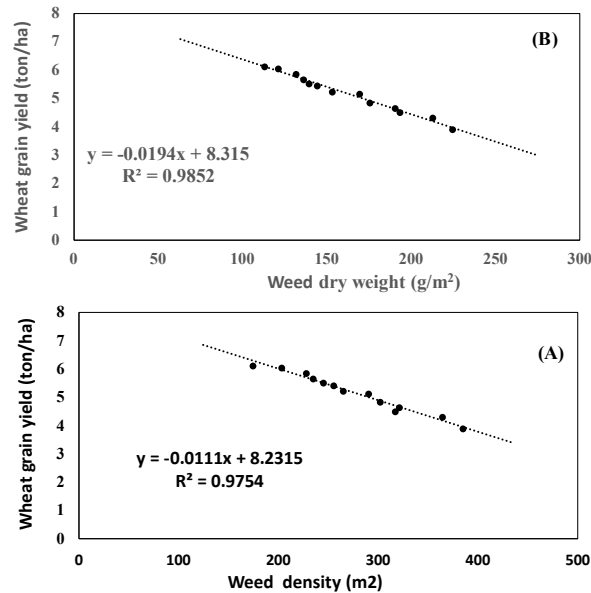 8
7
6
5
4
3
2
1
0
Wheat grain yield (ton/ha)
(B)
y = -0.0194x + 8.315
R² = 0.9852
0 50 100 150 200 250 300
Weed dry weight (g/m²)
8
7
6
5
4
3
2
1
0
Wheat grain yield (ton/ha)
(A)
y = -0.0111x + 8.2315
R² = 0.9754
0 100 200 300 400 500
Weed density (m2)